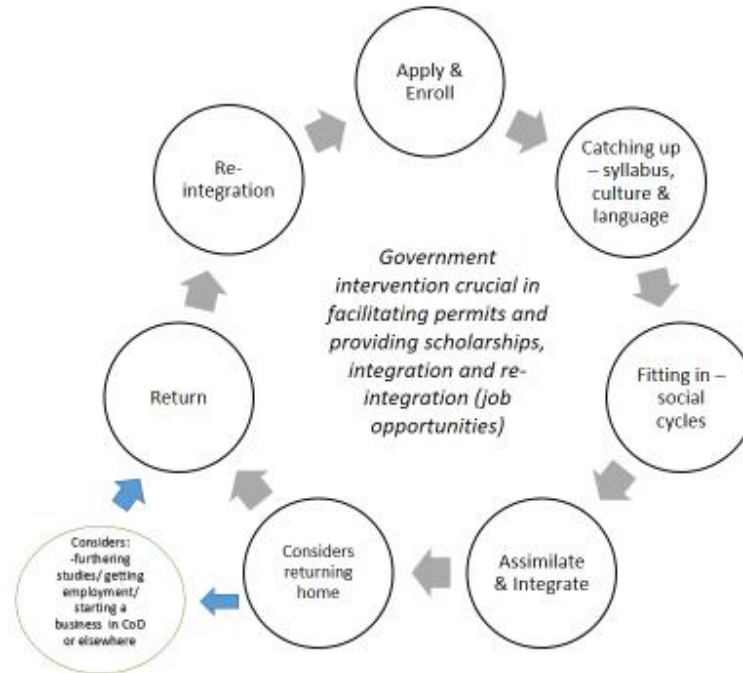 Apply &
Enroll
Catching up
– syllabus,
culture &
language
Fitting in –
social
cycles
Assimilate
& Integrate
Considers
returning
home
Considers:
-furthering
studies/ getting
employment/
starting a
business in CoD
or elsewhere
Return
Re-
integration
Government
intervention crucial in
facilitating permits and
providing scholarships,
integration and re-
integration (job
opportunities)